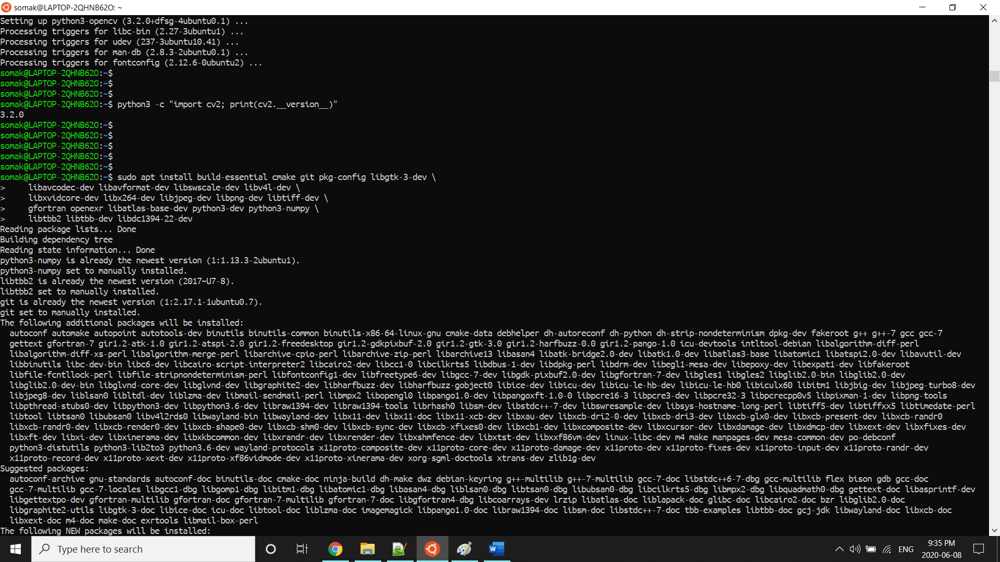 somak@LAPTOP-2QHNB62O: ~
Setting up python3-opencv (3.2.0+dfsg-4ubuntu0.1) ...
Processing triggers for libc-bin (2.27-3ubuntu1) ...
Processing triggers for udev (237-3ubuntu10.41) ...
Processing triggers for man-db (2.8.3-2ubuntu0.1) ...
Processing triggers for fontconfig (2.12.6-0ubuntu2) ...
somak@LAPTOP-2QHNB62O:~$
somak@LAPTOP-2QHNB62O:~$
somak@LAPTOP-2QHNB62O:~$
somak@LAPTOP-2QHNB62O:~$ python3 -c "import cv2; print(cv2.__version__)"
3.2.0
somak@LAPTOP-2QHNB62O:~$
somak@LAPTOP-2QHNB62O:~$
somak@LAPTOP-2QHNB62O:~$
somak@LAPTOP-2QHNB62O:~$
somak@LAPTOP-2QHNB62O:~$
somak@LAPTOP-2QHNB62O:~$ sudo apt install build-essential cmake git pkg-config libgtk-3-dev \
>     libavcodec-dev libavformat-dev libswscale-dev libv4l-dev \
>     libxvidcore-dev libx264-dev libjpeg-dev libpng-dev libtiff-dev \
>     gfortran openexr libatlas-base-dev python3-dev python3-numpy \
>     libtbb2 libtbb-dev libdc1394-22-dev
Reading package lists... Done
Building dependency tree
Reading state information... Done
python3-numpy is already the newest version (1:1.13.3-2ubuntu1).
python3-numpy set to manually installed.
libtbb2 is already the newest version (2017~U7-8).
libtbb2 set to manually installed.
git is already the newest version (1:2.17.1-1ubuntu0.7).
git set to manually installed.
The following additional packages will be installed:
  autoconf automake autopoint autotools-dev binutils binutils-common binutils-x86-64-linux-gnu cmake-data debhelper dh-autoreconf dh-python dh-strip-nondeterminism dpkg-dev fakeroot g++ g++-7 gcc gcc-7
  gettext gfortran-7 gir1.2-atk-1.0 gir1.2-atspi-2.0 gir1.2-freedesktop gir1.2-gdkpixbuf-2.0 gir1.2-gtk-3.0 gir1.2-harfbuzz-0.0 gir1.2-pango-1.0 icu-devtools intltool-debian libalgorithm-diff-perl
  libalgorithm-diff-xs-perl libalgorithm-merge-perl libarchive-cpio-perl libarchive-zip-perl libarchive13 libasan4 libatk-bridge2.0-dev libatk1.0-dev libatlas3-base libatomic1 libatspi2.0-dev libavutil-dev
  libbinutils libc-dev-bin libc6-dev libcairo-script-interpreter2 libcairo2-dev libcc1-0 libcilkrts5 libdbus-1-dev libdpkg-perl libdrm-dev libegl1-mesa-dev libepoxy-dev libexpat1-dev libfakeroot
  libfile-fcntllock-perl libfile-stripnondeterminism-perl libfontconfig1-dev libfreetype6-dev libgcc-7-dev libgdk-pixbuf2.0-dev libgfortran-7-dev libgles1 libgles2 libglib2.0-bin libglib2.0-dev
  libglib2.0-dev-bin libglvnd-core-dev libglvnd-dev libgraphite2-dev libharfbuzz-dev libharfbuzz-gobject0 libice-dev libicu-dev libicu-le-hb-dev libicu-le-hb0 libiculx60 libitm1 libjbig-dev libjpeg-turbo8-dev
  libjpeg8-dev liblsan0 libltdl-dev liblzma-dev libmail-sendmail-perl libmpx2 libopengl0 libpango1.0-dev libpangoxft-1.0-0 libpcre16-3 libpcre3-dev libpcre32-3 libpcrecpp0v5 libpixman-1-dev libpng-tools
  libpthread-stubs0-dev libpython3-dev libpython3.6-dev libraw1394-dev libraw1394-tools librhash0 libsm-dev libstdc++-7-dev libswresample-dev libsys-hostname-long-perl libtiff5-dev libtiffxx5 libtimedate-perl
  libtool libtsan0 libubsan0 libv4l2rds0 libwayland-bin libwayland-dev libx11-dev libx11-doc libx11-xcb-dev libxau-dev libxcb-dri2-0-dev libxcb-dri3-dev libxcb-glx0-dev libxcb-present-dev libxcb-randr0
  libxcb-randr0-dev libxcb-render0-dev libxcb-shape0-dev libxcb-shm0-dev libxcb-sync-dev libxcb-xfixes0-dev libxcb1-dev libxcomposite-dev libxcursor-dev libxdamage-dev libxdmcp-dev libxext-dev libxfixes-dev
  libxft-dev libxi-dev libxinerama-dev libxkbcommon-dev libxrandr-dev libxrender-dev libxshmfence-dev libxtst-dev libxxf86vm-dev linux-libc-dev m4 make manpages-dev mesa-common-dev po-debconf
  python3-distutils python3-lib2to3 python3.6-dev wayland-protocols x11proto-composite-dev x11proto-core-dev x11proto-damage-dev x11proto-dev x11proto-fixes-dev x11proto-input-dev x11proto-randr-dev
  x11proto-record-dev x11proto-xext-dev x11proto-xf86vidmode-dev x11proto-xinerama-dev xorg-sgml-doctools xtrans-dev zlib1g-dev
Suggested packages:
  autoconf-archive gnu-standards autoconf-doc binutils-doc cmake-doc ninja-build dh-make dwz debian-keyring g++-multilib g++-7-multilib gcc-7-doc libstdc++6-7-dbg gcc-multilib flex bison gdb gcc-doc
  gcc-7-multilib gcc-7-locales libgcc1-dbg libgomp1-dbg libitm1-dbg libatomic1-dbg libasan4-dbg liblsan0-dbg libtsan0-dbg libubsan0-dbg libcilkrts5-dbg libmpx2-dbg libquadmath0-dbg gettext-doc libasprintf-dev
  libgettextpo-dev gfortran-multilib gfortran-doc gfortran-7-multilib gfortran-7-doc libgfortran4-dbg libcoarrays-dev lrzip libatlas-doc liblapack-doc glibc-doc libcairo2-doc bzr libglib2.0-doc
  libgraphite2-utils libgtk-3-doc libice-doc icu-doc libtool-doc liblzma-doc imagemagick libpango1.0-doc libraw1394-doc libsm-doc libstdc++-7-doc tbb-examples libtbb-doc gcj-jdk libwayland-doc libxcb-doc
  libxext-doc m4-doc make-doc exrtools libmail-box-perl
The following NEW packages will be installed:
Type here to search
W
ENG
9:35 PM
2020-06-08